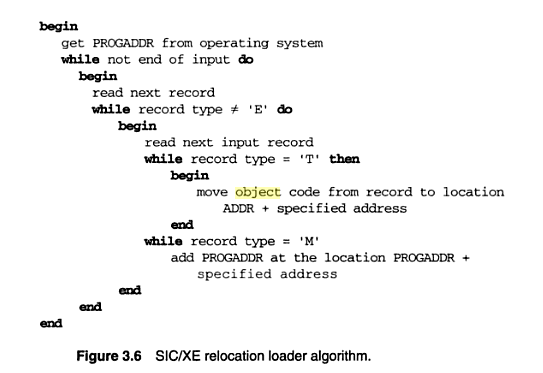 begin
get PROGADDR from operating system
while not end of input do
begin
read next record
while record type ≠ 'E' do
begin
read next input record
while record type = 'T' then
begin
move object code from record to location
ADDR + specified address
end
while record type = 'M'
add PROGADDR at the location PROGADDR +
specified address
end
end
end
Figure 3.6 SIC/XE relocation loader algorithm.